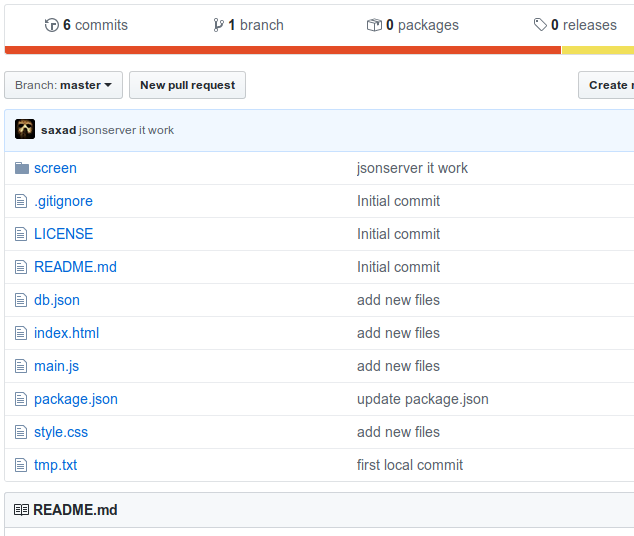 6 commits 1 branch 0 packages 0 releases
Branch: master New pull request Create
saxad jsonserver it work
screen jsonserver it work
.gitignore Initial commit
LICENSE Initial commit
README.md Initial commit
db.json add new files
index.html add new files
main.js add new files
package.json update package.json
style.css add new files
tmp.txt first local commit
README.md